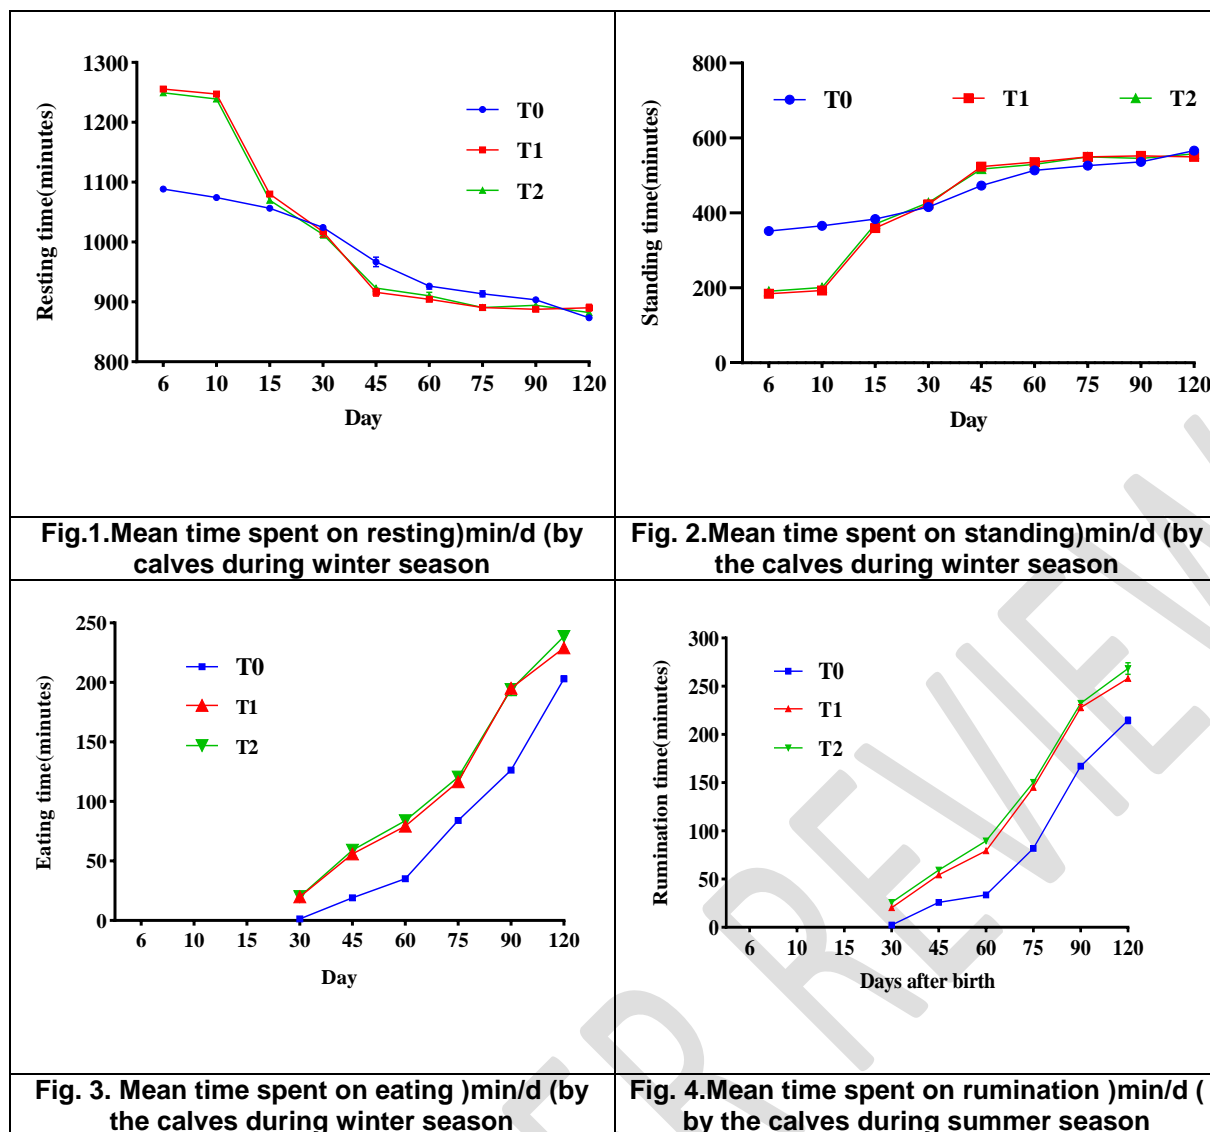 1300
1200
1100
1000
900
800
Resting time(minutes)
T0
T1
T2
6 10 15 30 45 60 75 90 120
Day
Fig.1.Mean time spent on resting)min/d (by
calves during winter season
800
600
400
200
0
Standing time(minutes)
T0 T1 T2
6 10 15 30 45 60 75 90 120
Day
Fig. 2.Mean time spent on standing)min/d (by
the calves during winter season
250
200
150
100
50
0
Eating time(minutes)
T0
T1
T2
6 10 15 30 45 60 75 90 120
Day
Fig. 3. Mean time spent on eating )min/d (by
the calves during winter season
300
250
200
150
100
50
0
Rumination time(minutes)
T0
T1
T2
6 10 15 30 45 60 75 90 120
Days after birth
Fig. 4.Mean time spent on rumination )min/d (
by the calves during summer season
ER REVIEW